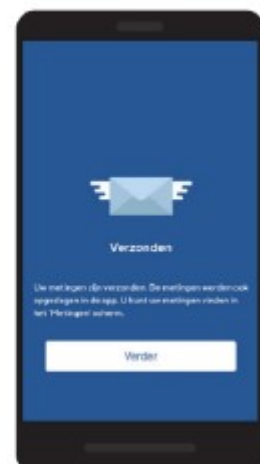 Verzonden
Uw metingen zijn verzonden. De metingen werden ook
opgeslagen in de app. U kunt uw metingen vinden in
het 'Metingen' scherm.
Verder